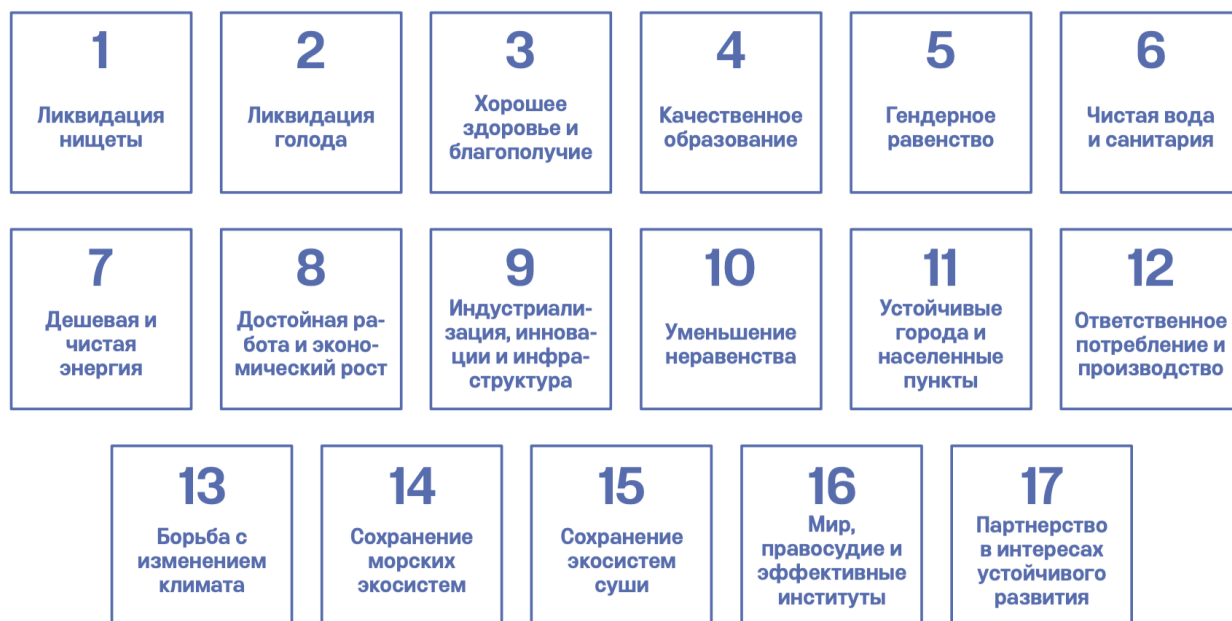 1
Ликвидация
нищеты
2
Ликвидация
голода
3
Хорошее
здоровье и
благополучие
4
Качественное
образование
5
Гендерное
равенство
6
Чистая вода
и санитария
7
Дешевая и
чистая
энергия
8
Достойная ра-
бота и эконо-
мический рост
9
Индустриали-
зация, иннова-
ции и инфра-
структура
10
Уменьшение
неравенства
11
Устойчивые
города и
населенные
пункты
12
Ответственное
потребление и
производство
13
Борьба с
изменением
климата
14
Сохранение
морских
экосистем
15
Сохранение
экосистем
суши
16
Мир,
правосудие и
эффективные
институты
17
Партнерство
в интересах
устойчивого
развития